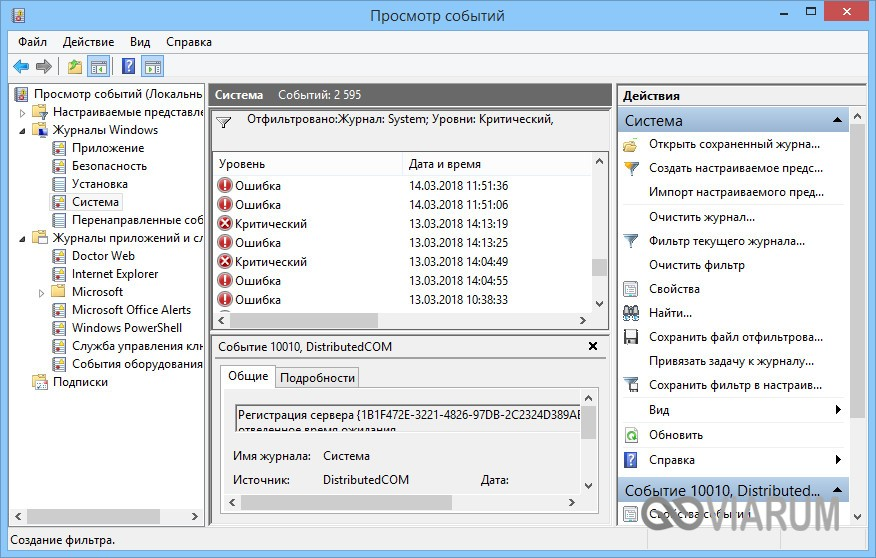 Просмотр событий
Файл Действие Вид Справка
Просмотр событий (Локальнь
Настраиваемые представле
Журналы Windows
Приложение
Безопасность
Установка
Система
Перенаправленные соб
Журналы приложений и сл
Doctor Web
Internet Explorer
Microsoft
Microsoft Office Alerts
Windows PowerShell
Служба управления клю
События оборудования
Подписки
Система Событий: 2 595
Отфильтровано:Журнал: System; Уровни: Критический,
Уровень Дата и время
Ошибка 14.03.2018 11:51:36
Ошибка 14.03.2018 11:51:06
Критический 13.03.2018 14:13:19
Ошибка 13.03.2018 14:13:25
Критический 13.03.2018 14:04:49
Ошибка 13.03.2018 14:04:55
Ошибка 13.03.2018 10:38:33
Событие 10010, DistributedCOM
Общие Подробности
Регистрация сервера {1B1F472E-3221-4826-97DB-2C2324D389AE
отведенное время ожидания
Имя журнала: Система
Источник: DistributedCOM Дата:
Действия
Система
Открыть сохраненный журна...
Создать настраиваемое предс...
Импорт настраиваемого пред...
Очистить журнал...
Фильтр текущего журнала...
Очистить фильтр
Свойства
Найти...
Сохранить файл отфильтрова...
Привязать задачу к журналу...
Сохранить фильтр в настраив...
Вид
Обновить
Справка
Событие 10010, Distributed...
Свойства событий
Создание фильтра.
VIARUM